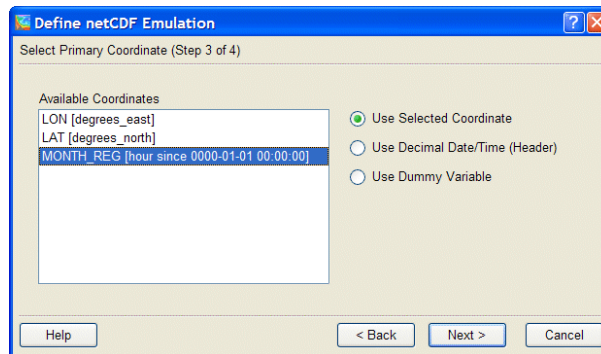 Define netCDF Emulation
Select Primary Coordinate (Step 3 of 4)
Available Coordinates
LON [degrees_east]
LAT [degrees_north]
MONTH_REG [hour since 0000-01-01 00:00:00]
Use Selected Coordinate
Use Decimal Date/Time (Header)
Use Dummy Variable
Help
< Back
Next >
Cancel